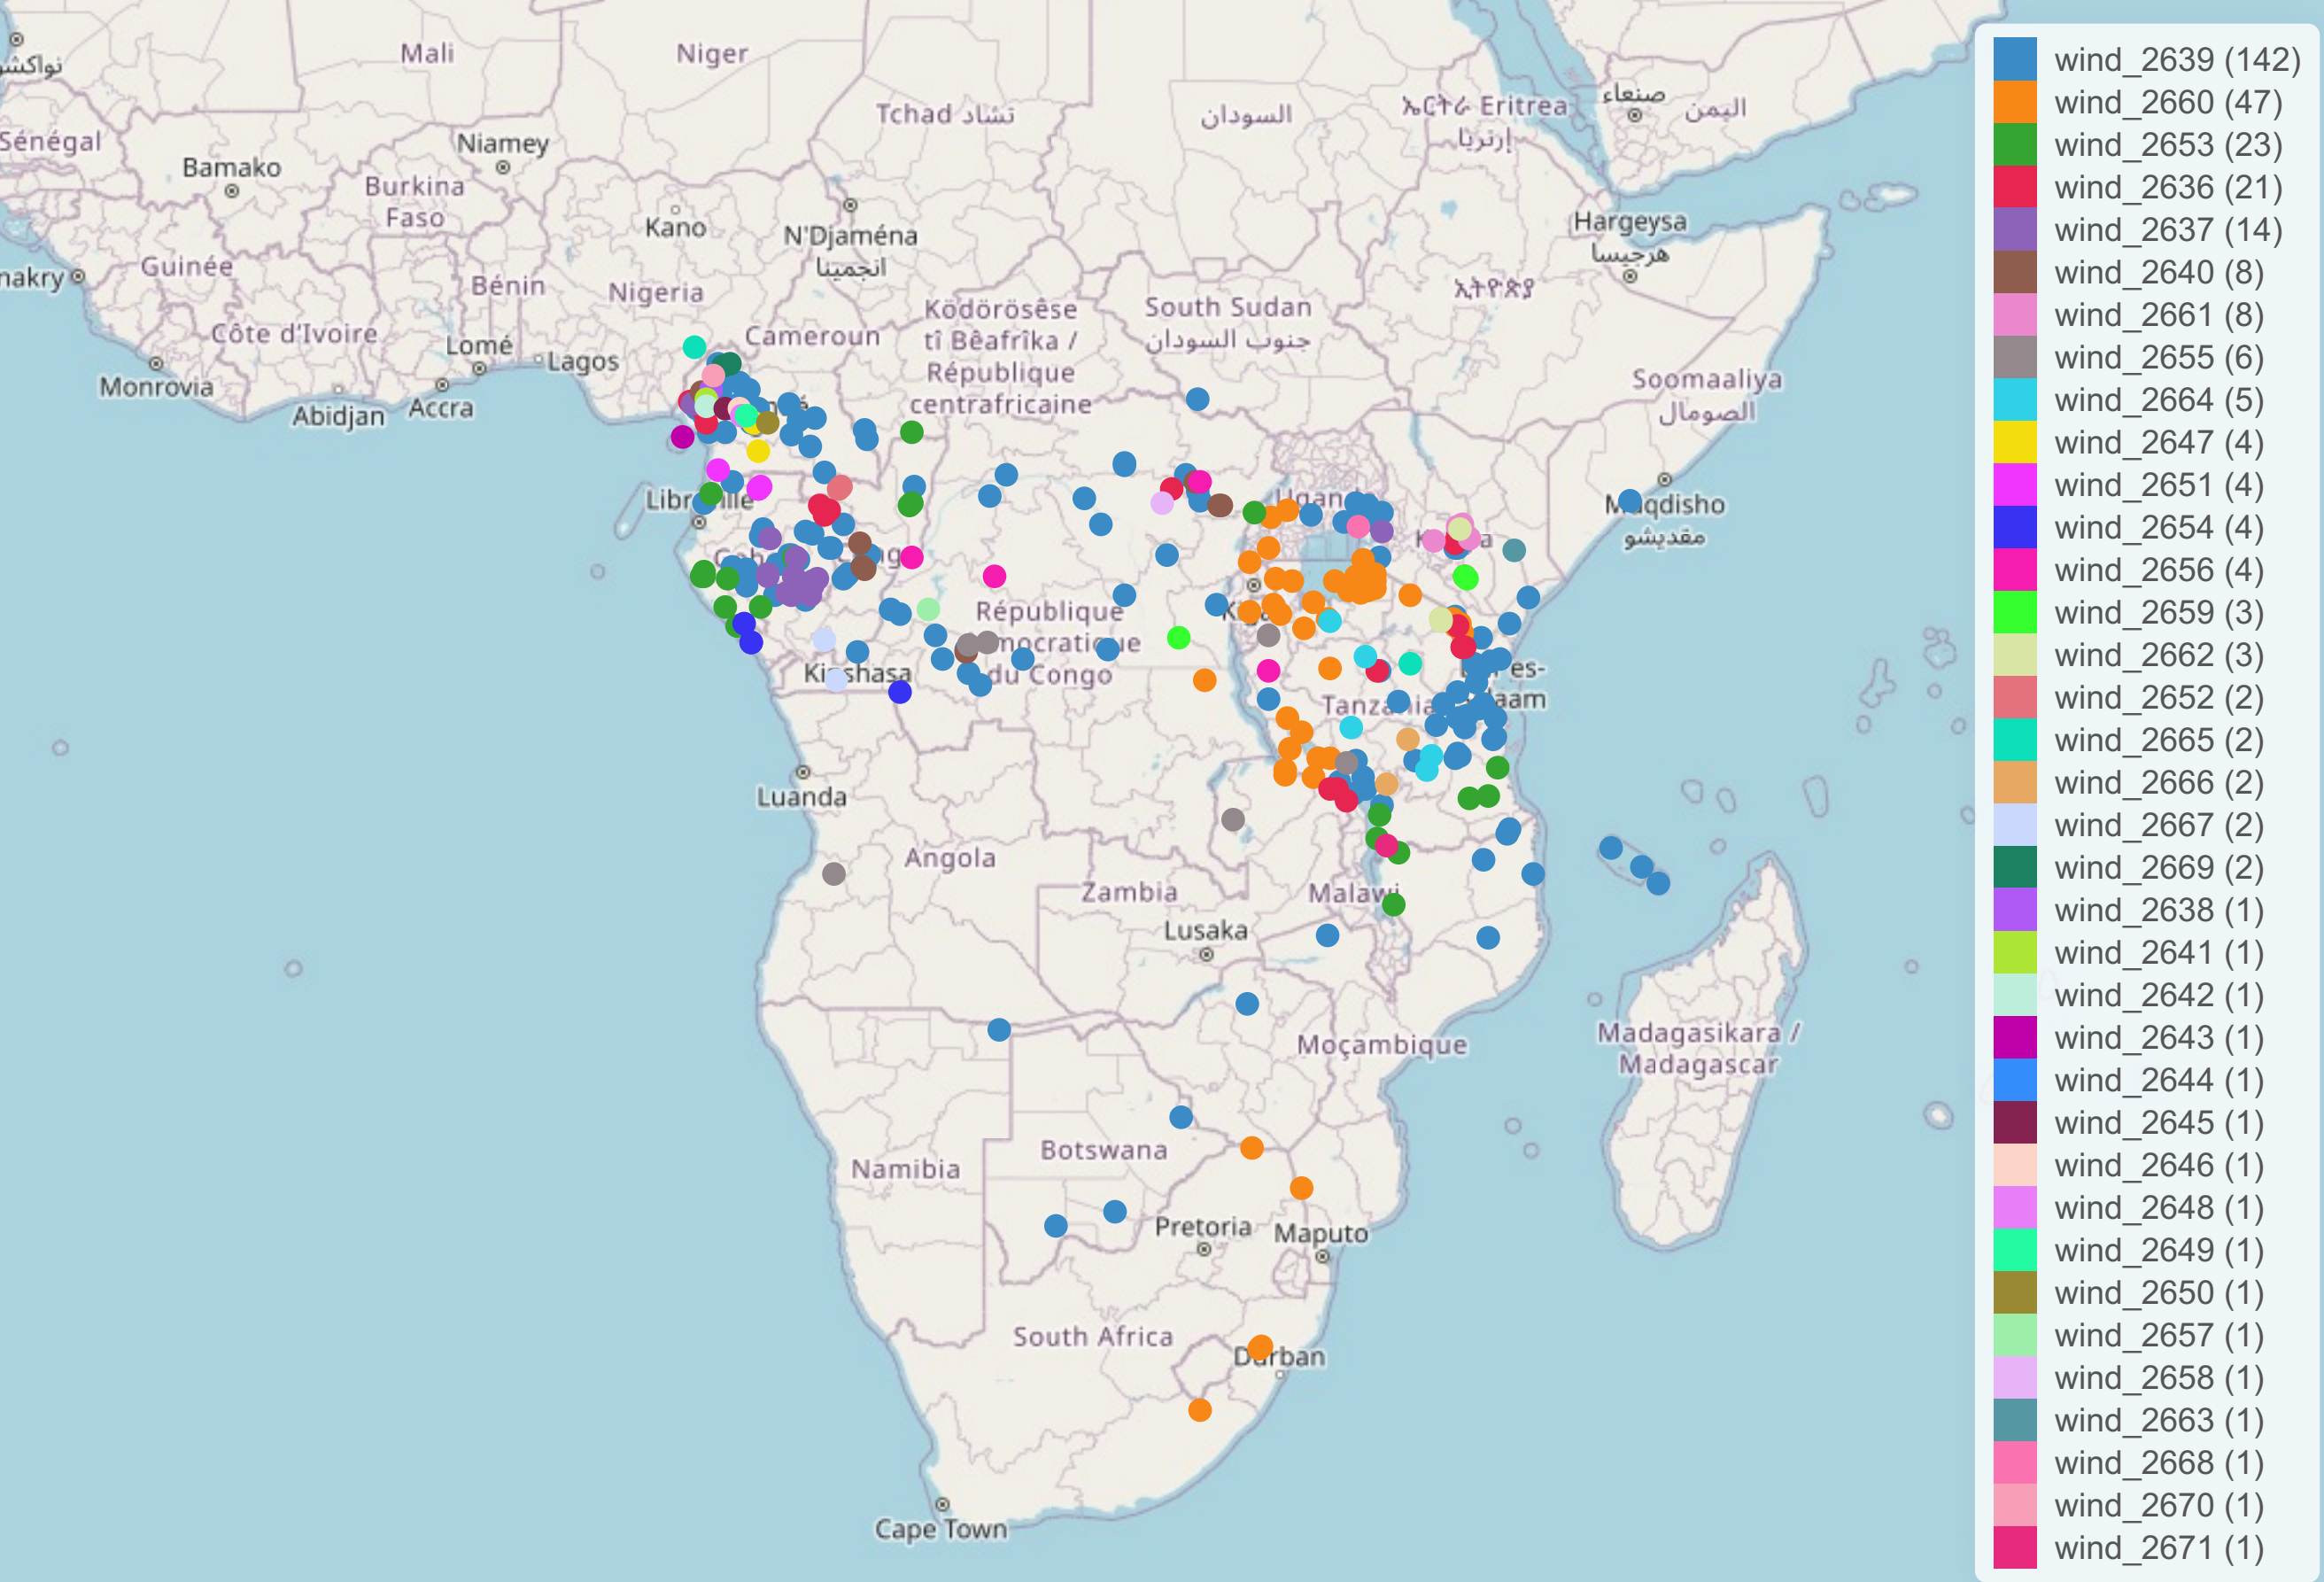 نواكشو
Mali
Niger
Tchad تشاد
السودان
ኤርትራ Eritrea
إرتريا
صنعاء
اليمن
Sénégal
Bamako
Niamey
Burkina
Faso
Kano
N'Djaména
انجمينا
Hargeysa
هرجيسا
nakry
Guinée
Bénin
Nigeria
ኢትዮጵያ
Côte d'Ivoire
Lomé
Lagos
Cameroun
Ködörösêse
tî Bêafrîka /
République
centrafricaine
South Sudan
جنوب السودان
Monrovia
Abidjan
Accra
Soomaaliya
الصومال
Muqdisho
مقديشو
République
du Congo
Kinshasa
Tanzania
Luanda
Angola
Zambia
Malawi
Lusaka
Moçambique
Madagasikara /
Madagascar
Namibia
Botswana
Pretoria
Maputo
South Africa
Durban
Cape Town
wind_2639 (142)
wind_2660 (47)
wind_2653 (23)
wind_2636 (21)
wind_2637 (14)
wind_2640 (8)
wind_2661 (8)
wind_2655 (6)
wind_2664 (5)
wind_2647 (4)
wind_2651 (4)
wind_2654 (4)
wind_2656 (4)
wind_2659 (3)
wind_2662 (3)
wind_2652 (2)
wind_2665 (2)
wind_2666 (2)
wind_2667 (2)
wind_2669 (2)
wind_2638 (1)
wind_2641 (1)
wind_2642 (1)
wind_2643 (1)
wind_2644 (1)
wind_2645 (1)
wind_2646 (1)
wind_2648 (1)
wind_2649 (1)
wind_2650 (1)
wind_2657 (1)
wind_2658 (1)
wind_2663 (1)
wind_2668 (1)
wind_2670 (1)
wind_2671 (1)